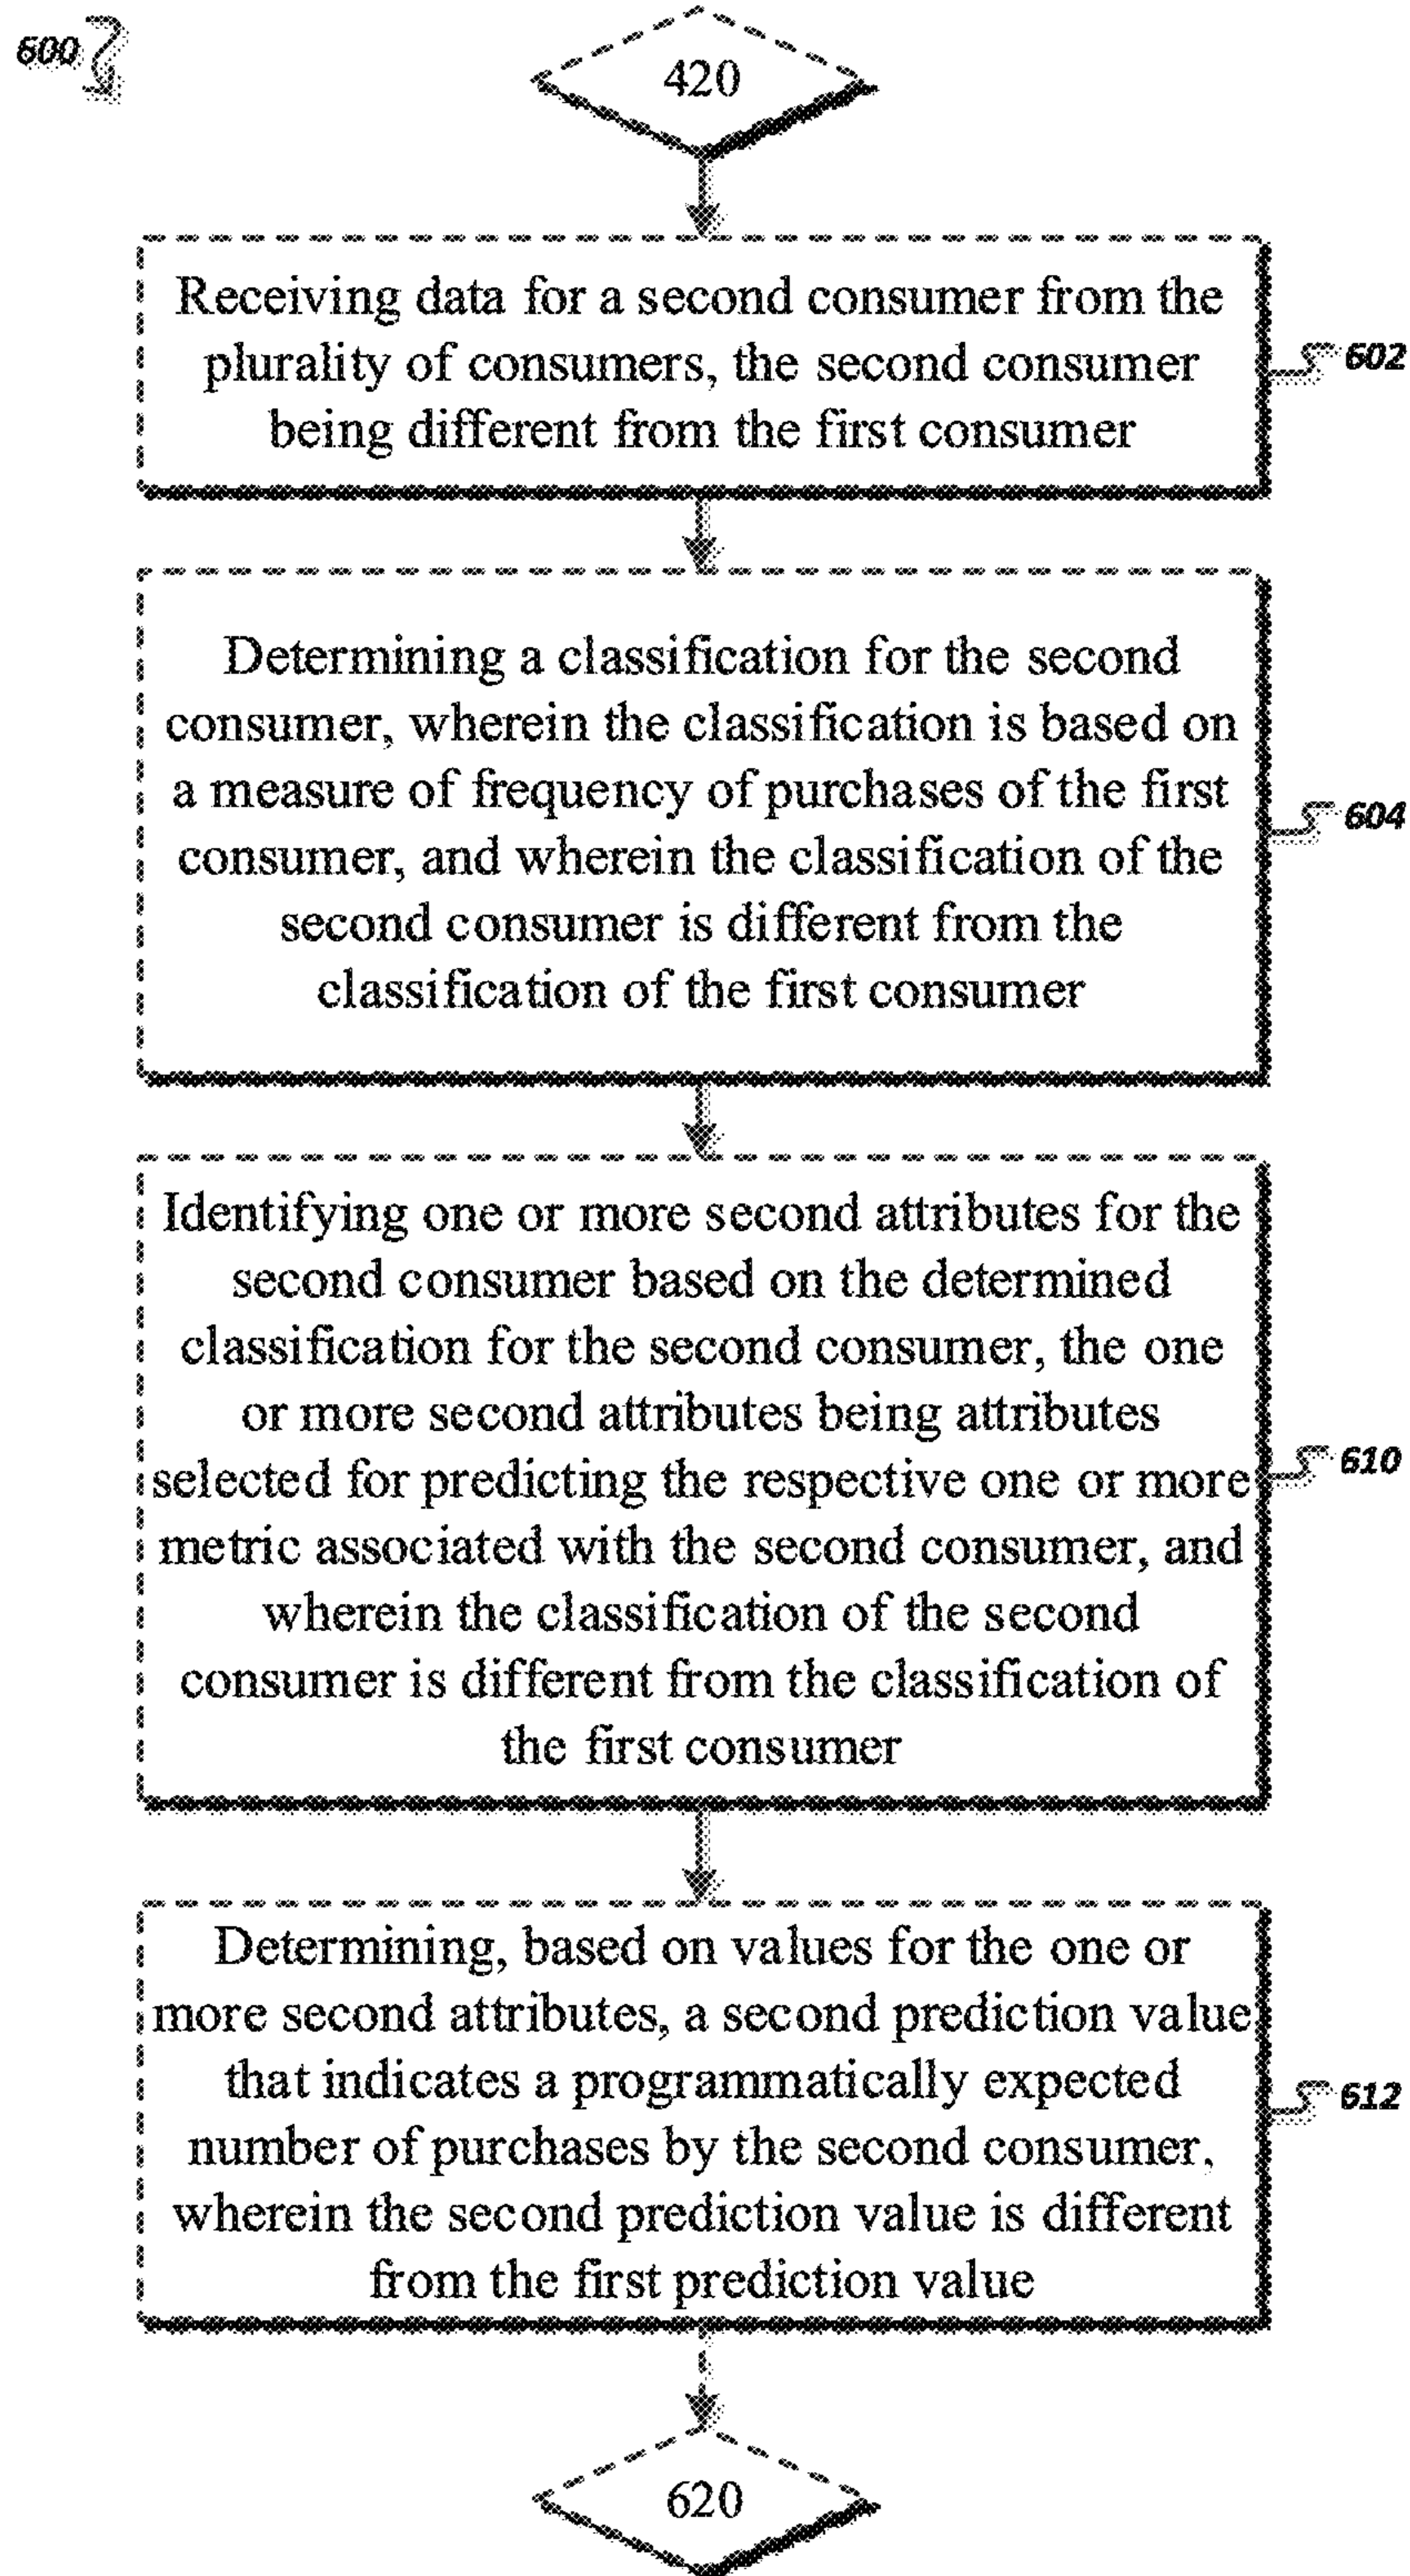 600
420
Receiving data for a second consumer from the
plurality of consumers, the second consumer
being different from the first consumer
602
Determining a classification for the second
consumer, wherein the classification is based on
a measure of frequency of purchases of the first
consumer, and wherein the classification of the
second consumer is different from the
classification of the first consumer
604
Identifying one or more second attributes for the
second consumer based on the determined
classification for the second consumer, the one
or more second attributes being attributes
selected for predicting the respective one or more
metric associated with the second consumer, and
wherein the classification of the second
consumer is different from the classification of
the first consumer
610
Determining, based on values for the one or
more second attributes, a second prediction value
that indicates a programmatically expected
number of purchases by the second consumer,
wherein the second prediction value is different
from the first prediction value
612
620